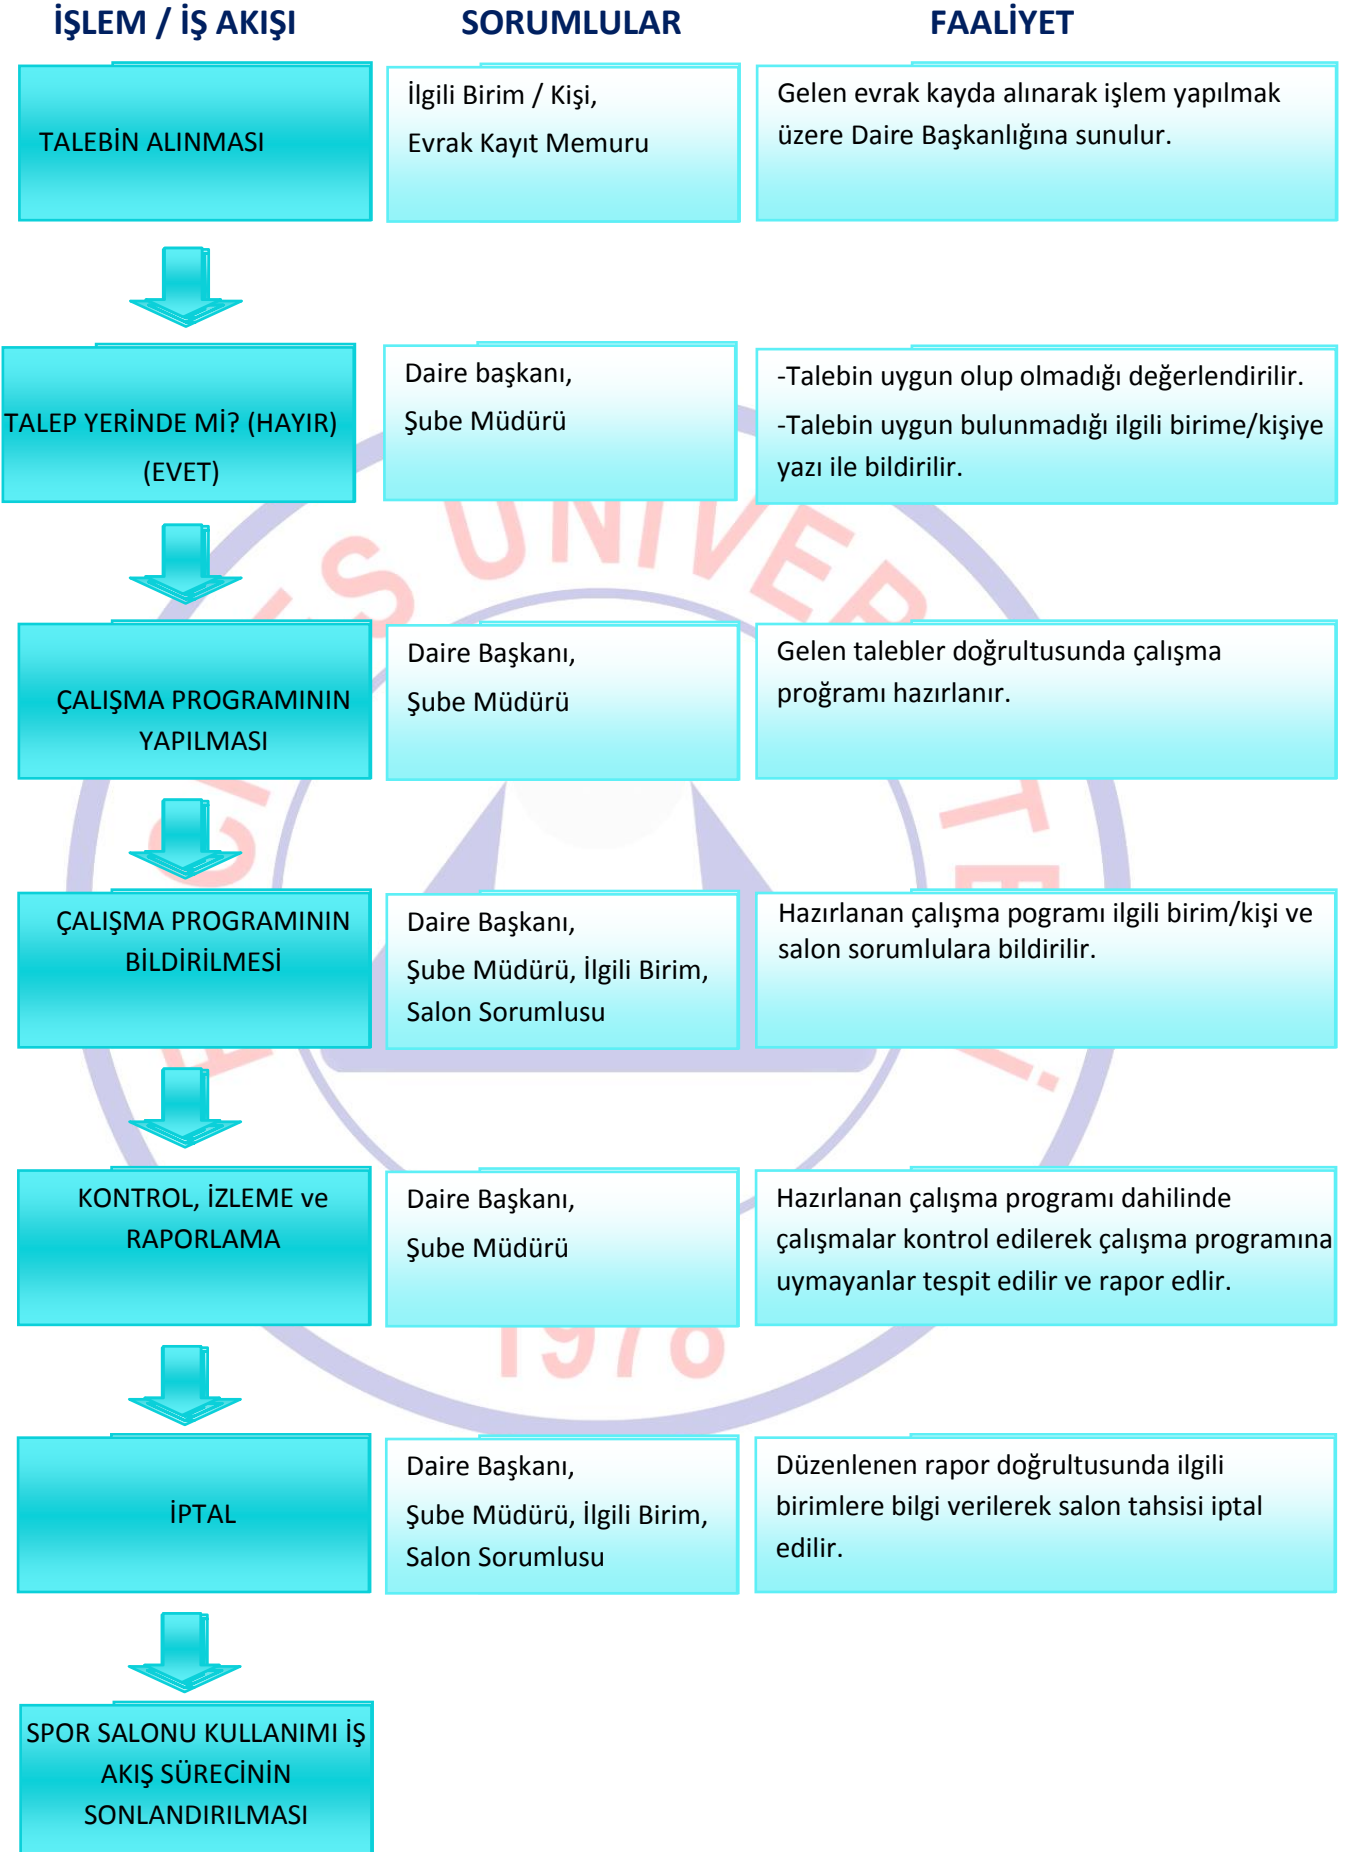 İŞLEM / İŞ AKIŞI
SORUMLULAR
FAALİYET
TALEBİN ALINMASI
İlgili Birim / Kişi,
Evrak Kayıt Memuru
Gelen evrak kayda alınarak işlem yapılmak
üzere Daire Başkanlığına sunulur.
TALEP YERİNDE Mİ? (HAYIR)
(EVET)
Daire başkanı,
Şube Müdürü
-Talebin uygun olup olmadığı değerlendirilir.
-Talebin uygun bulunmadığı ilgili birime/kişiye
yazı ile bildirilir.
ÇALIŞMA PROGRAMININ
YAPILMASI
Daire Başkanı,
Şube Müdürü
Gelen talebler doğrultusunda çalışma
proğramı hazırlanır.
ÇALIŞMA PROGRAMININ
BİLDİRİLMESİ
Daire Başkanı,
Şube Müdürü, İlgili Birim,
Salon Sorumlusu
Hazırlanan çalışma pogramı ilgili birim/kişi ve
salon sorumlulara bildirilir.
KONTROL, İZLEME ve
RAPORLAMA
Daire Başkanı,
Şube Müdürü
Hazırlanan çalışma programı dahilinde
çalışmalar kontrol edilerek çalışma programına
uymayanlar tespit edilir ve rapor edlir.
1978
İPTAL
Daire Başkanı,
Şube Müdürü, İlgili Birim,
Salon Sorumlusu
Düzenlenen rapor doğrultusunda ilgili
birimlere bilgi verilerek salon tahsisi iptal
edilir.
SPOR SALONU KULLANIMI İŞ
AKIŞ SÜRECİNİN
SONLANDIRILMASI